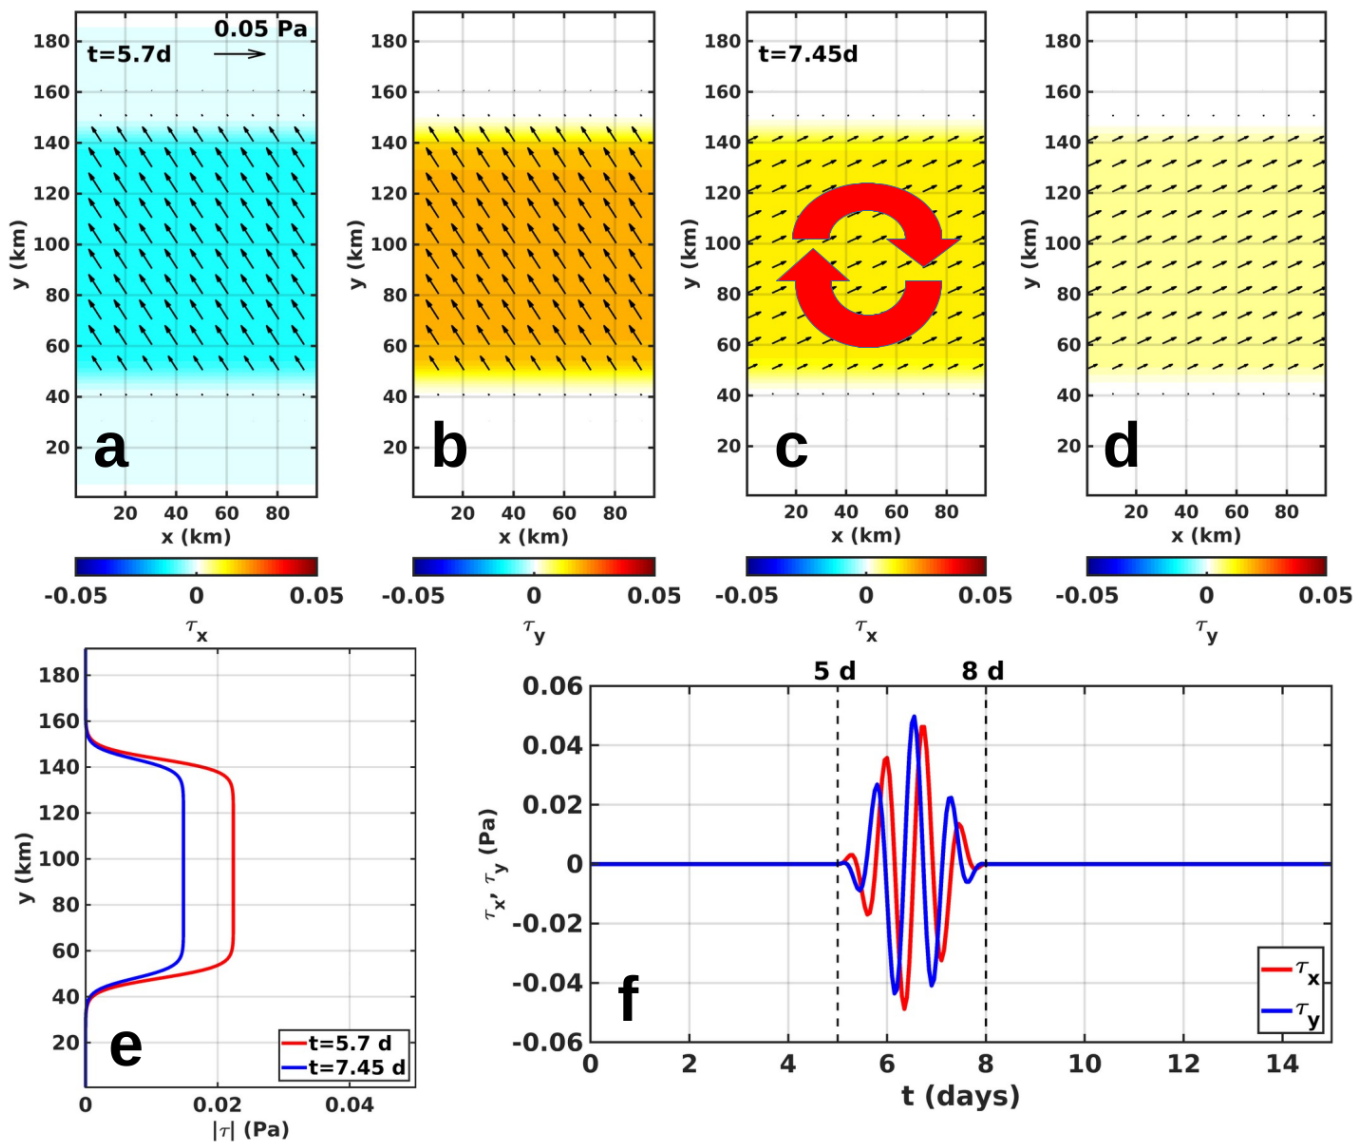 t=5.7d
0.05 Pa
180
160
140
120
100
80
60
40
20
y (km)
a
20 40 60 80
x (km)
-0.05 0 0.05
τx
180
160
140
120
100
80
60
40
20
y (km)
b
20 40 60 80
x (km)
-0.05 0 0.05
τy
t=7.45d
180
160
140
120
100
80
60
40
20
y (km)
c
20 40 60 80
x (km)
-0.05 0 0.05
τx
180
160
140
120
100
80
60
40
20
y (km)
d
20 40 60 80
x (km)
-0.05 0 0.05
τy
180
160
140
120
100
80
60
40
20
y (km)
e
t=5.7 d
t=7.45 d
0 0.02 0.04
|τ| (Pa)
5 d 8 d
0.06
0.04
0.02
0
-0.02
-0.04
-0.06
τx, τy (Pa)
f
τx
τy
0 2 4 6 8 10 12 14
t (days)